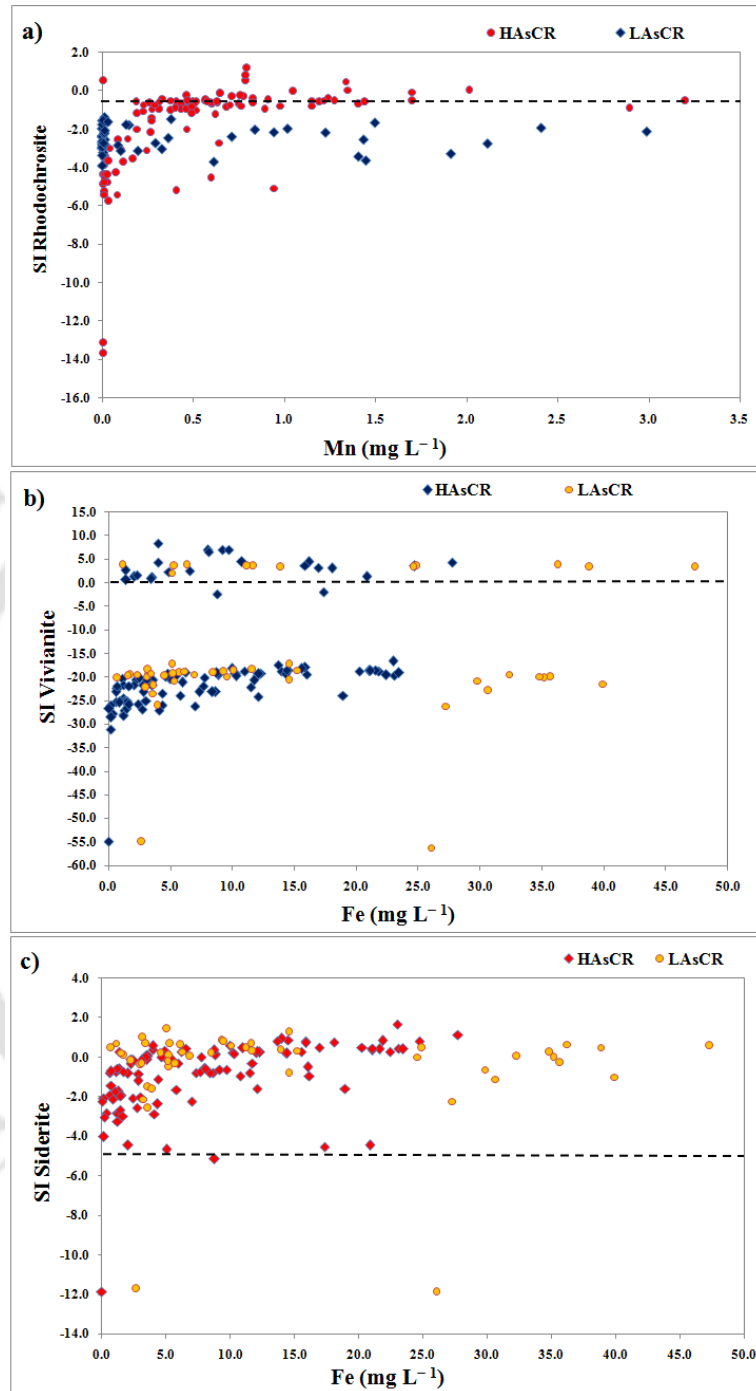 a)
HAsCR LAsCR
2.0
0.0
-2.0
-4.0
-6.0
-8.0
-10.0
-12.0
-14.0
-16.0
SI Rhodochrosite
0.0 0.5 1.0 1.5 2.0 2.5 3.0 3.5
Mn (mg L⁻¹)
b)
HAsCR LAsCR
15.0
10.0
5.0
0.0
-5.0
-10.0
-15.0
-20.0
-25.0
-30.0
-35.0
-40.0
-45.0
-50.0
-55.0
-60.0
SI Vivianite
0.0 5.0 10.0 15.0 20.0 25.0 30.0 35.0 40.0 45.0 50.0
Fe (mg L⁻¹)
c)
HAsCR LAsCR
4.0
2.0
0.0
-2.0
-4.0
-6.0
-8.0
-10.0
-12.0
-14.0
SI Siderite
0.0 5.0 10.0 15.0 20.0 25.0 30.0 35.0 40.0 45.0 50.0
Fe (mg L⁻¹)